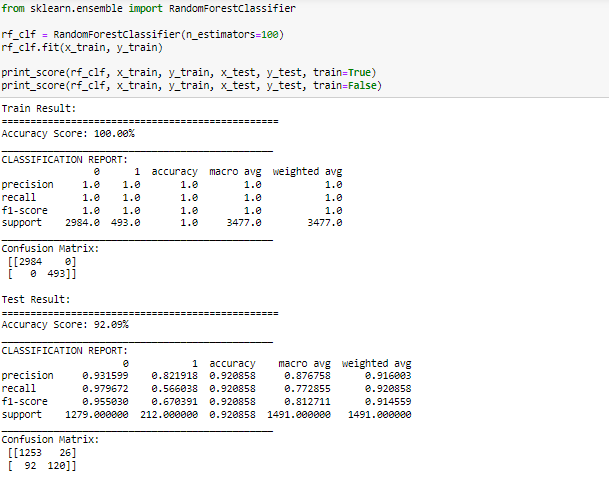 from sklearn.ensemble import RandomForestClassifier
rf_clf = RandomForestClassifier(n_estimators=100)
rf_clf.fit(x_train, y_train)
print_score(rf_clf, x_train, y_train, x_test, y_test, train=True)
print_score(rf_clf, x_train, y_train, x_test, y_test, train=False)
Train Result:
================================================
Accuracy Score: 100.00%
_______________________________________________
CLASSIFICATION REPORT:
0 1 accuracy macro avg weighted avg
precision 1.0 1.0 1.0 1.0 1.0
recall 1.0 1.0 1.0 1.0 1.0
f1-score 1.0 1.0 1.0 1.0 1.0
support 2984.0 493.0 1.0 3477.0 3477.0
_______________________________________________
Confusion Matrix:
[[2984 0]
[ 0 493]]
Test Result:
================================================
Accuracy Score: 92.09%
_______________________________________________
CLASSIFICATION REPORT:
0 1 accuracy macro avg weighted avg
precision 0.931599 0.821918 0.920858 0.876758 0.916003
recall 0.979672 0.566038 0.920858 0.772855 0.920858
f1-score 0.955030 0.670391 0.920858 0.812711 0.914559
support 1279.000000 212.000000 0.920858 1491.000000 1491.000000
_______________________________________________
Confusion Matrix:
[[1253 26]
[ 92 120]]